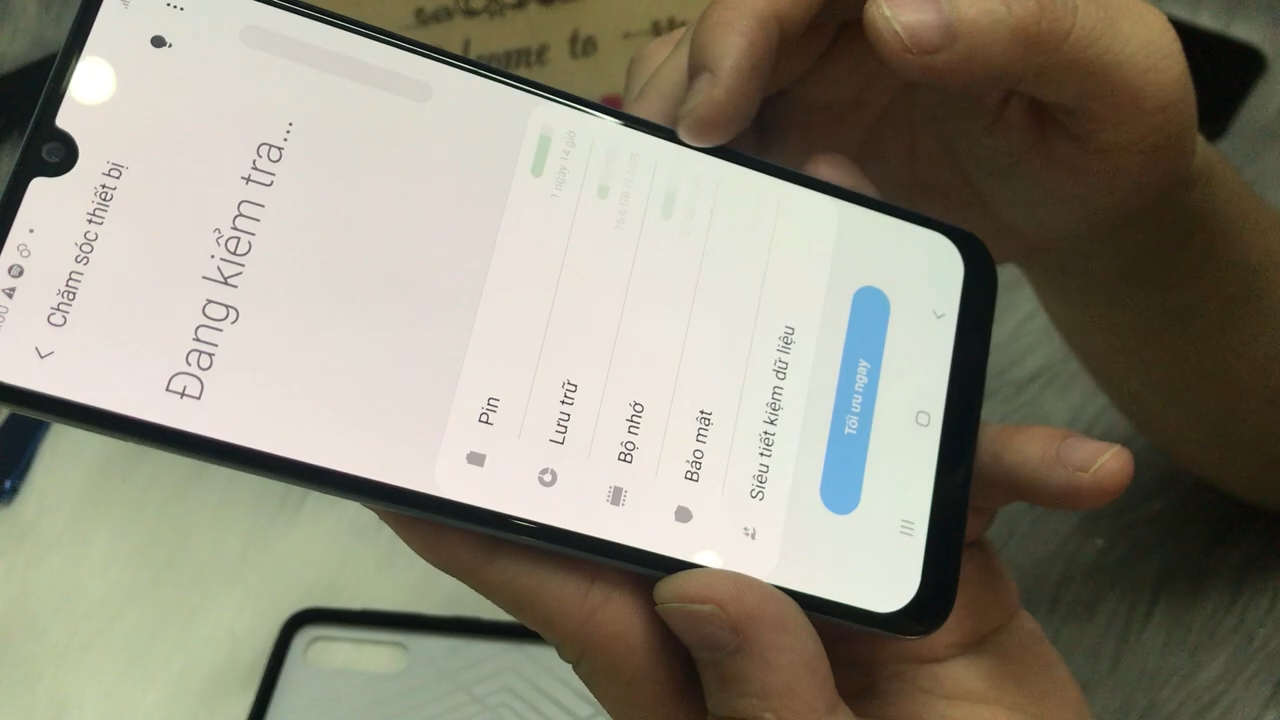 Chăm sóc thiết bị
Đang kiểm tra...
Pin
1 ngày 14 giờ
Lưu trữ
Bộ nhớ
Bảo mật
Siêu tiết kiệm dữ liệu
Tối ưu ngay
to